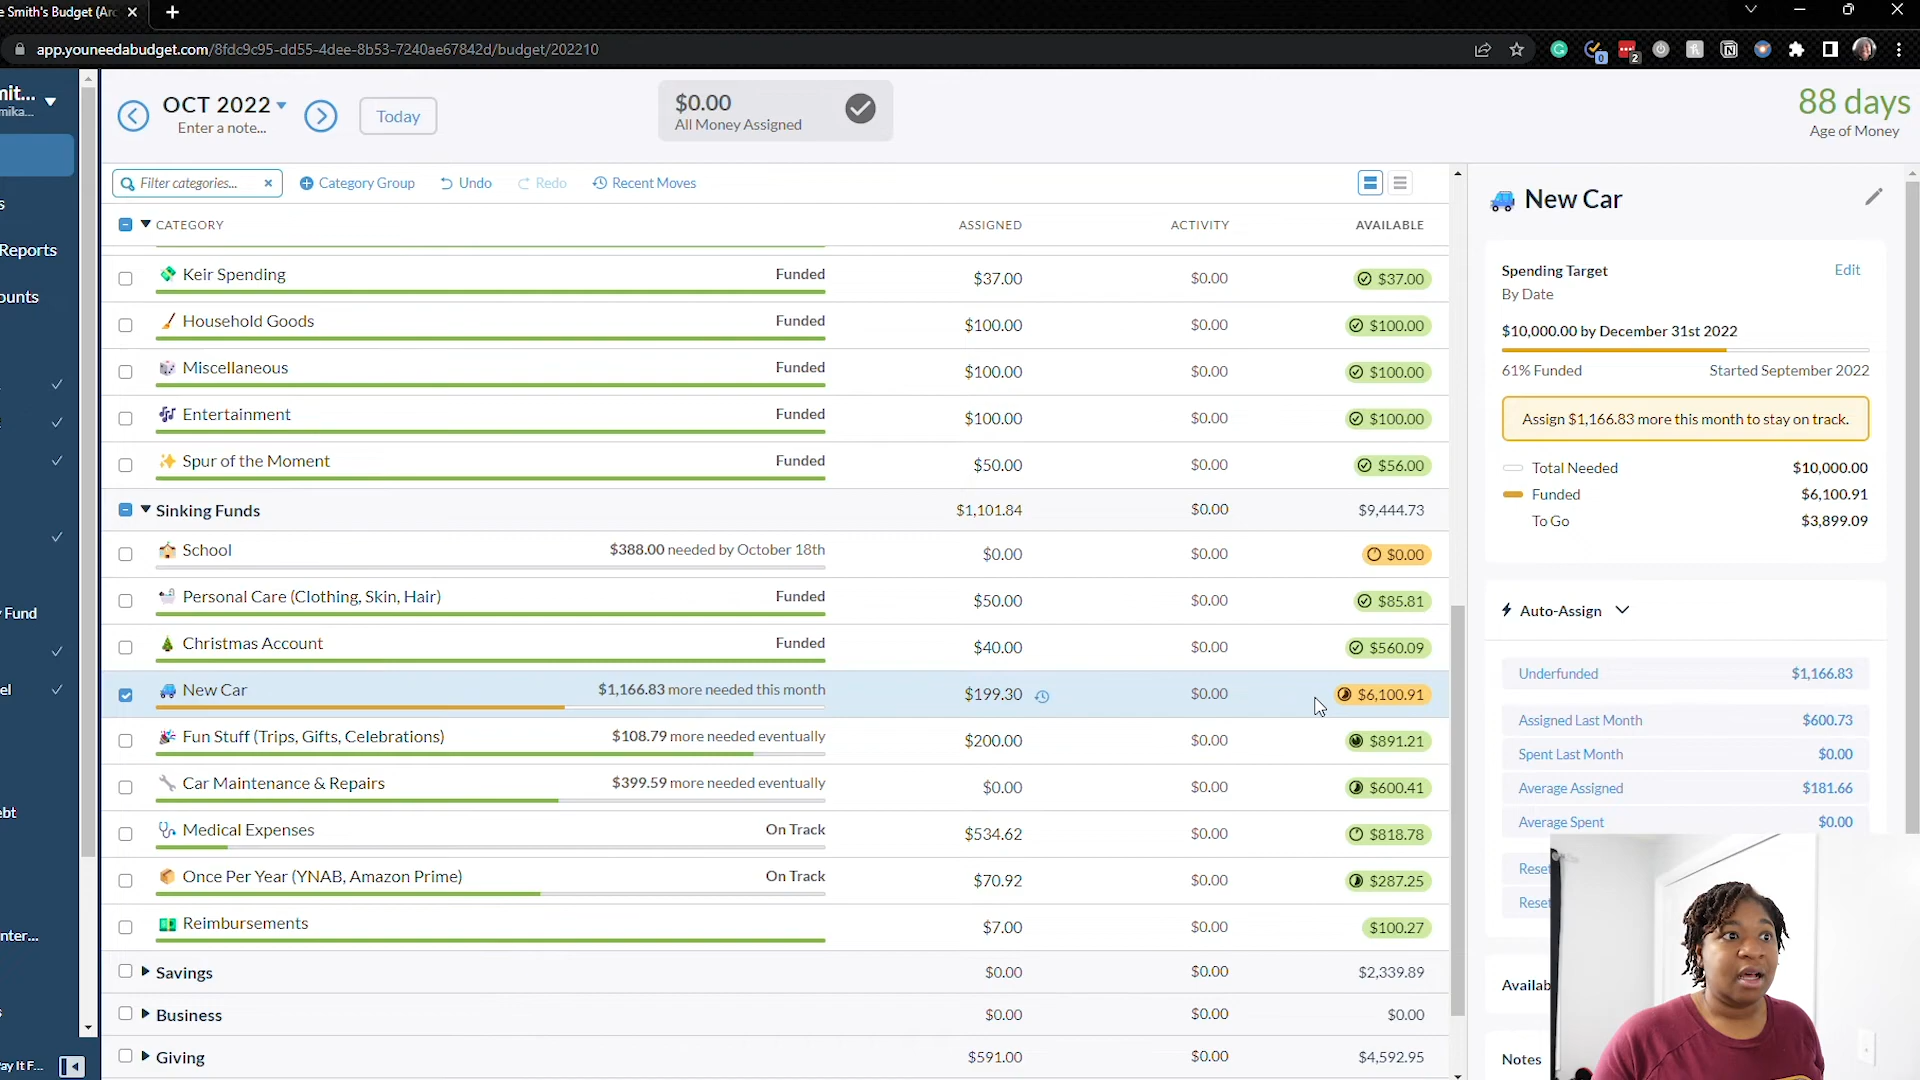 e Smith's Budget (Arc
app.youneedabudget.com/8fdc9c95-dd55-4dee-8b53-7240ae67842d/budget/202210
0
2
mit...
mika...
s
Reports
ounts
y Fund
el
ebt
nter...
s
Pay It F...
OCT 2022
Enter a note...
Today
$0.00
All Money Assigned
88 days
Age of Money
Filter categories...
Category Group
Undo
Redo
Recent Moves
CATEGORY ASSIGNED ACTIVITY AVAILABLE
Keir Spending Funded $37.00 $0.00 $37.00
Household Goods Funded $100.00 $0.00 $100.00
Miscellaneous Funded $100.00 $0.00 $100.00
Entertainment Funded $100.00 $0.00 $100.00
Spur of the Moment Funded $50.00 $0.00 $56.00
Sinking Funds $1,101.84 $0.00 $9,444.73
School $388.00 needed by October 18th $0.00 $0.00 $0.00
Personal Care (Clothing, Skin, Hair) Funded $50.00 $0.00 $85.81
Christmas Account Funded $40.00 $0.00 $560.09
New Car $1,166.83 more needed this month $199.30 $0.00 $6,100.91
Fun Stuff (Trips, Gifts, Celebrations) $108.79 more needed eventually $200.00 $0.00 $891.21
Car Maintenance & Repairs $399.59 more needed eventually $0.00 $0.00 $600.41
Medical Expenses On Track $534.62 $0.00 $818.78
Once Per Year (YNAB, Amazon Prime) On Track $70.92 $0.00 $287.25
Reimbursements $7.00 $0.00 $100.27
Savings $0.00 $0.00 $2,339.89
Business $0.00 $0.00 $0.00
Giving $591.00 $0.00 $4,592.95
New Car
Spending Target Edit
By Date
$10,000.00 by December 31st 2022
61% Funded Started September 2022
Assign $1,166.83 more this month to stay on track.
Total Needed $10,000.00
Funded $6,100.91
To Go $3,899.09
Auto-Assign
Underfunded $1,166.83
Assigned Last Month $600.73
Spent Last Month $0.00
Average Assigned $181.66
Average Spent $0.00
Reset
Reset
Availab
Notes